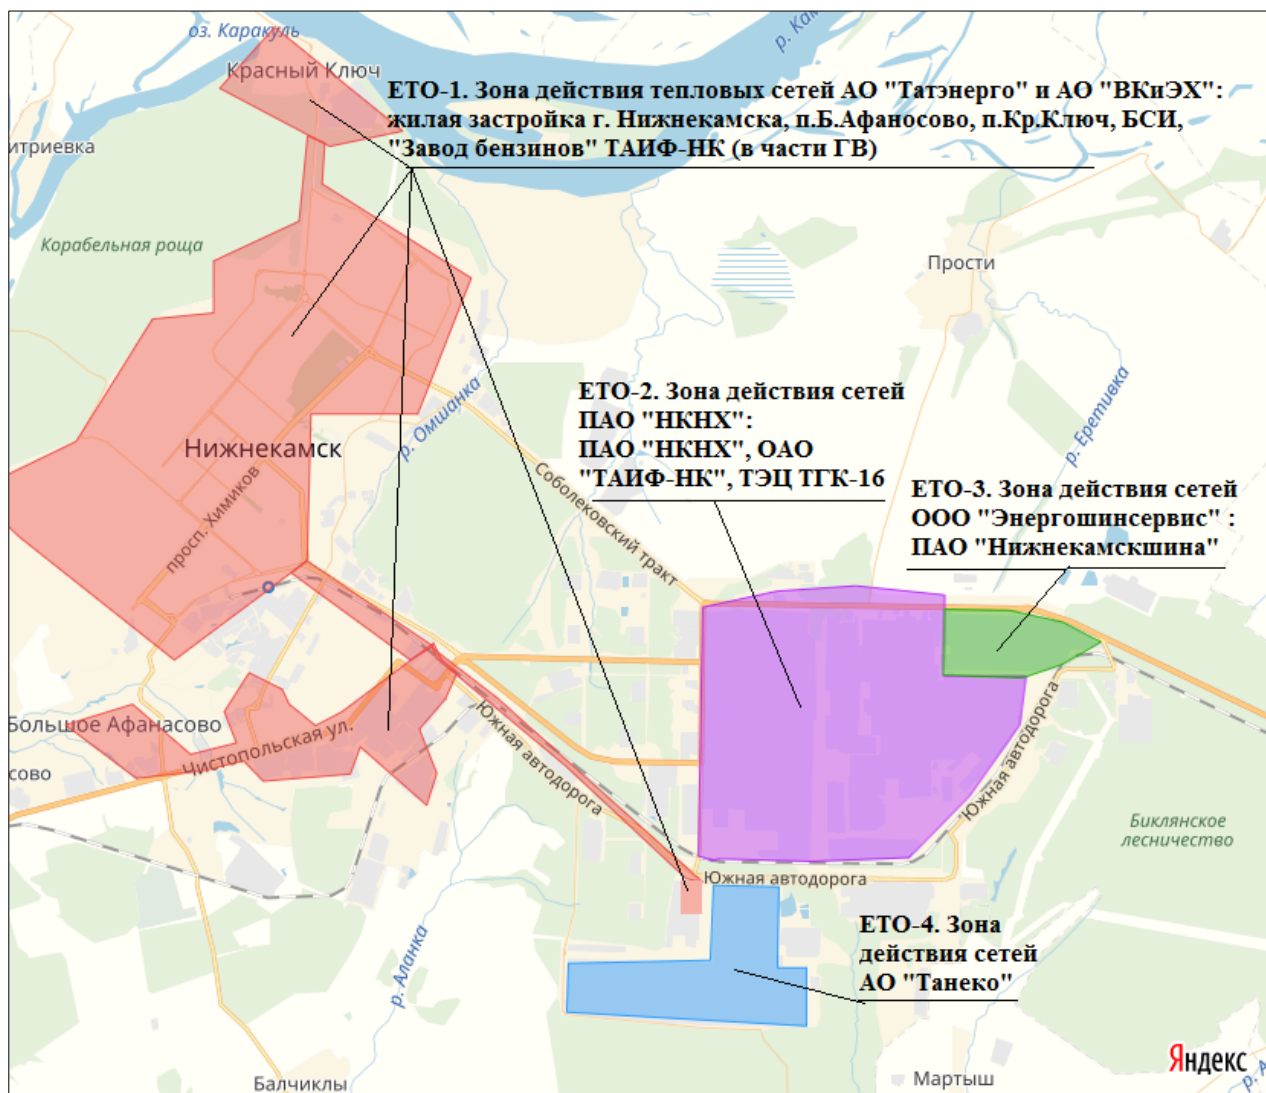 оз. Каракуль
р. Кам
Красный Ключ
ЕТО-1. Зона действия тепловых сетей АО "Татэнерго" и АО "ВКиЭХ":
жилая застройка г. Нижнекамска, п.Б.Афаносово, п.Кр.Ключ, БСИ,
"Завод бензинов" ТАИФ-НК (в части ГВ)
итриевка
Корабельная роща
Прости
р. Омшанка
р. Еретивка
ЕТО-2. Зона действия сетей
ПАО "НКНХ":
ПАО "НКНХ", ОАО
"ТАИФ-НК", ТЭЦ ТГК-16
Нижнекамск
просп. Химиков
Соболековский тракт
ЕТО-3. Зона действия сетей
ООО "Энергошинсервис" :
ПАО "Нижнекамскшина"
Большое Афанасово
Чистопольская ул.
Южная автодорога
Южная автодорога
сово
Биклянское
лесничество
Южная автодорога
р. Аланка
ЕТО-4. Зона
действия сетей
АО "Танеко"
Яндекс
Балчиклы
Мартыш
р. А